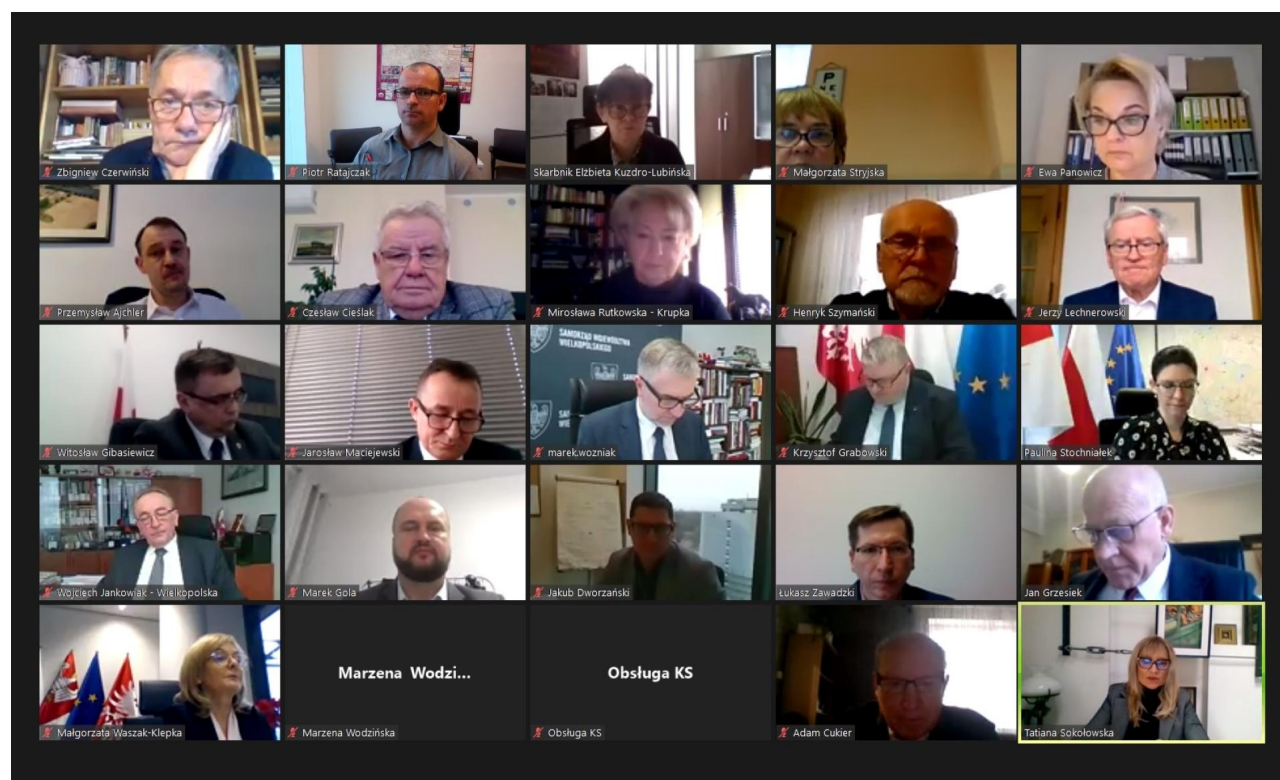 Zbigniew Czerwiński
Piotr Ratajczak
Skarbnik Elżbieta Kuzdro-Lubińska
Małgorzata Stryjska
Ewa Panowicz
Przemysław Ajchler
Czesław Cieślak
Mirosława Rutkowska - Krupka
Henryk Szymański
Jerzy Lechnerowski
SAMORZĄD WOJEWÓDZTWA
WIELKOPOLSKIEGO
Witosław Gibasiewicz
Jarosław Maciejewski
marek.wozniak
Krzysztof Grabowski
Paulina Stochniałek
Wojciech Jankowiak - Wielkopolska
Marek Gola
Jakub Dworzański
Łukasz Zawadzki
Jan Grzesiek
Marzena Wodzi...
Obsługa KS
Małgorzata Waszak-Klepka
Marzena Wodzińska
Obsługa KS
Adam Cukier
Tatiana Sokołowska